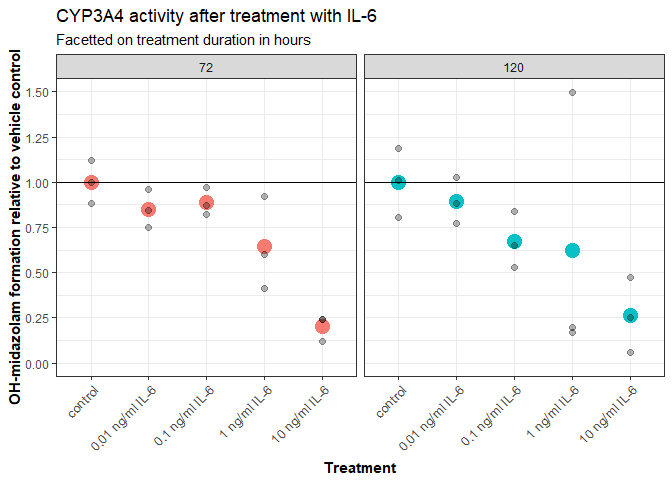 CYP3A4 activity after treatment with IL-6
Facetted on treatment duration in hours
72
120
OH-midazolam formation relative to vehicle control
1.50
1.25
1.00
0.75
0.50
0.25
0.00
control
0.01 ng/ml IL-6
0.1 ng/ml IL-6
1 ng/ml IL-6
10 ng/ml IL-6
control
0.01 ng/ml IL-6
0.1 ng/ml IL-6
1 ng/ml IL-6
10 ng/ml IL-6
Treatment